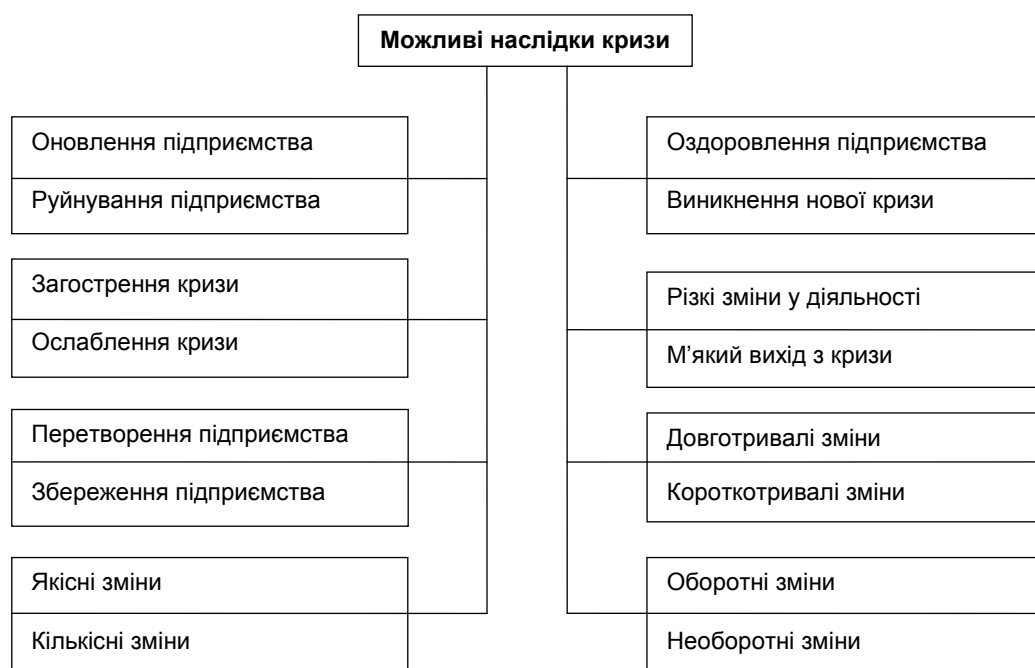 Можливі наслідки кризи
Оновлення підприємства
Руйнування підприємства
Загострення кризи
Ослаблення кризи
Перетворення підприємства
Збереження підприємства
Якісні зміни
Кількісні зміни
Оздоровлення підприємства
Виникнення нової кризи
Різкі зміни у діяльності
М’який вихід з кризи
Довготривалі зміни
Короткотривалі зміни
Оборотні зміни
Необоротні зміни